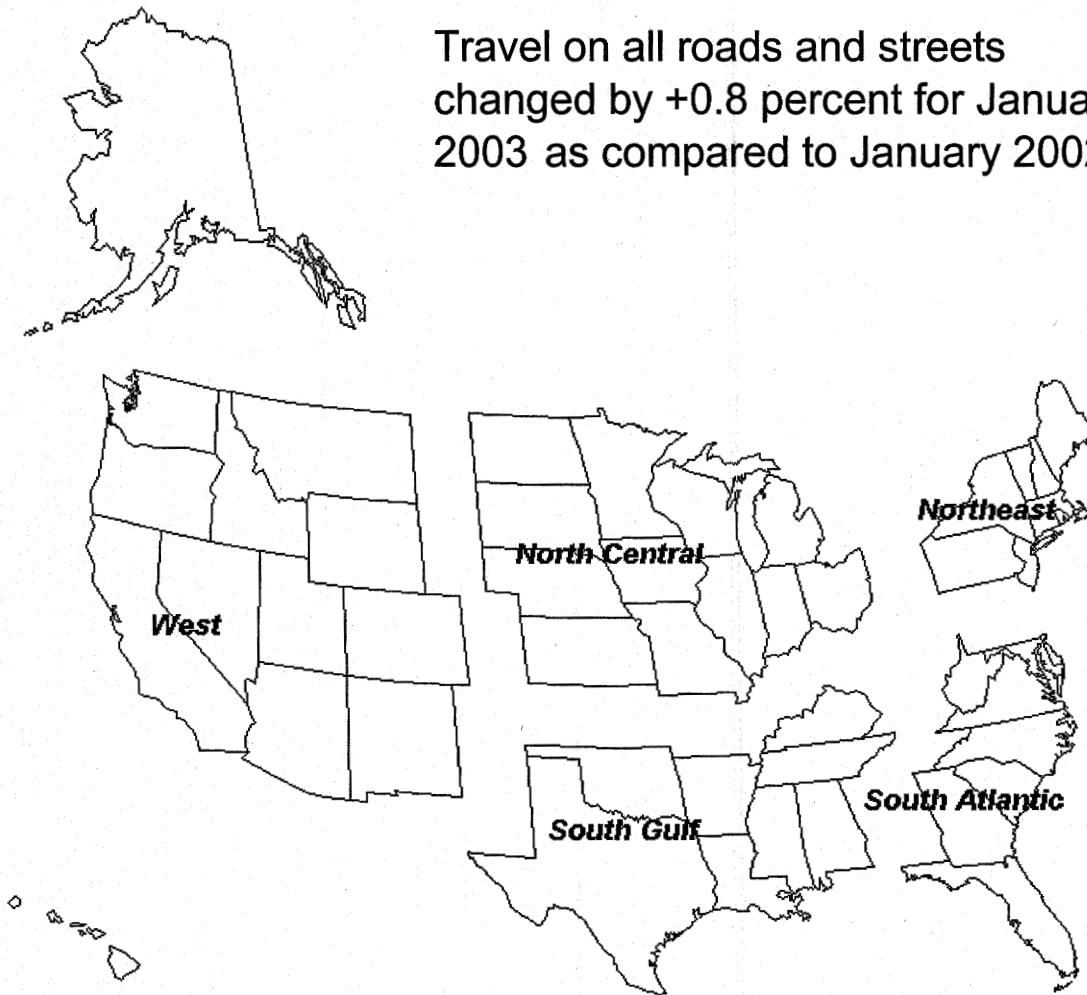 Travel on all roads and streets
changed by +0.8 percent for Janua
2003 as compared to January 200
Northeast
North Central
West
South Atlantic
South Gulf